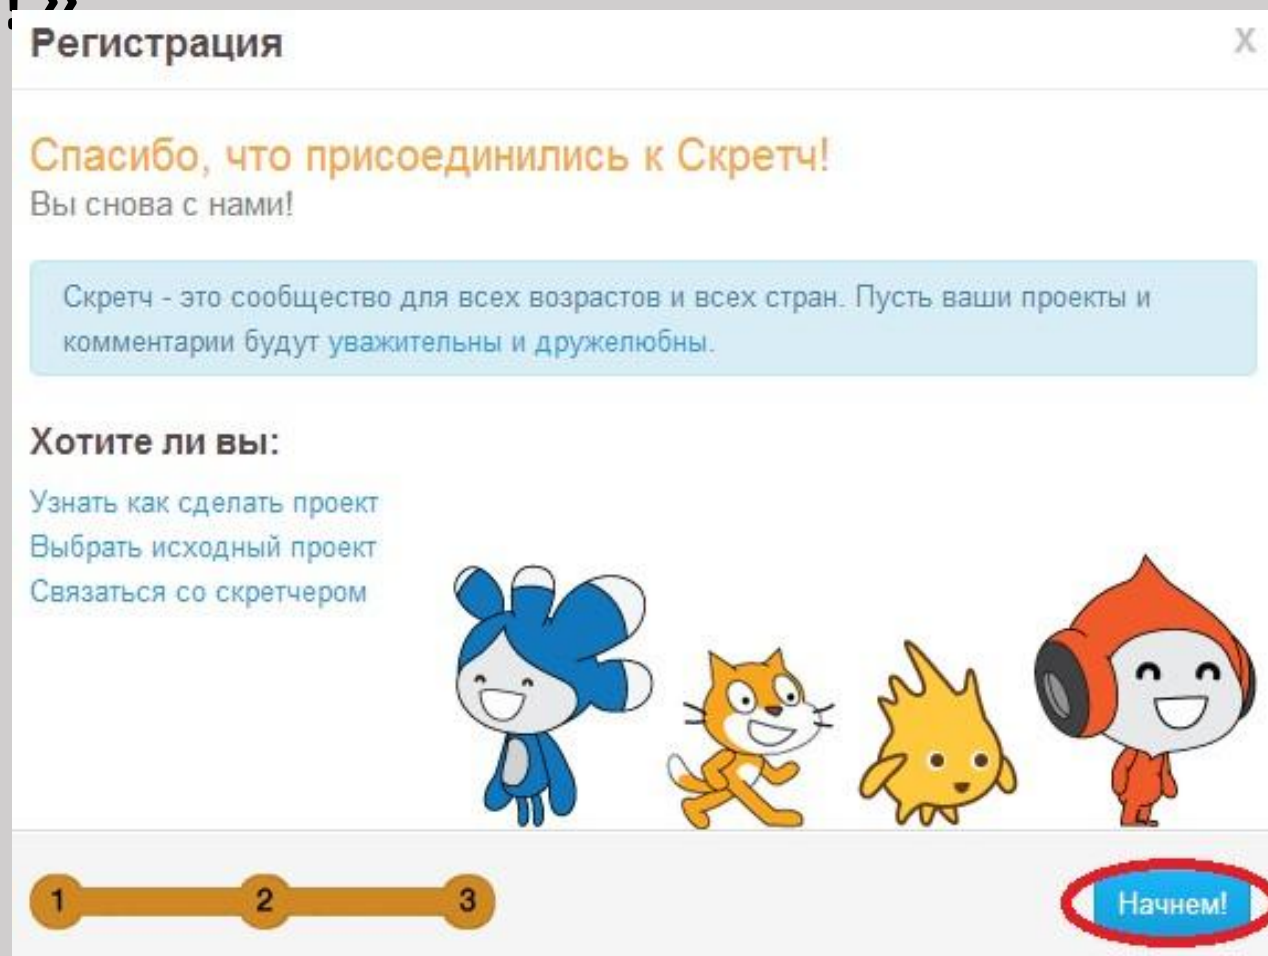 !»
Регистрация
X
Спасибо, что присоединились к Скретч!
Вы снова с нами!
Скретч - это сообщество для всех возрастов и всех стран. Пусть ваши проекты и
комментарии будут уважительны и дружелюбны.
Хотите ли вы:
Узнать как сделать проект
Выбрать исходный проект
Связаться со скретчером
1 2 3
Начнем!